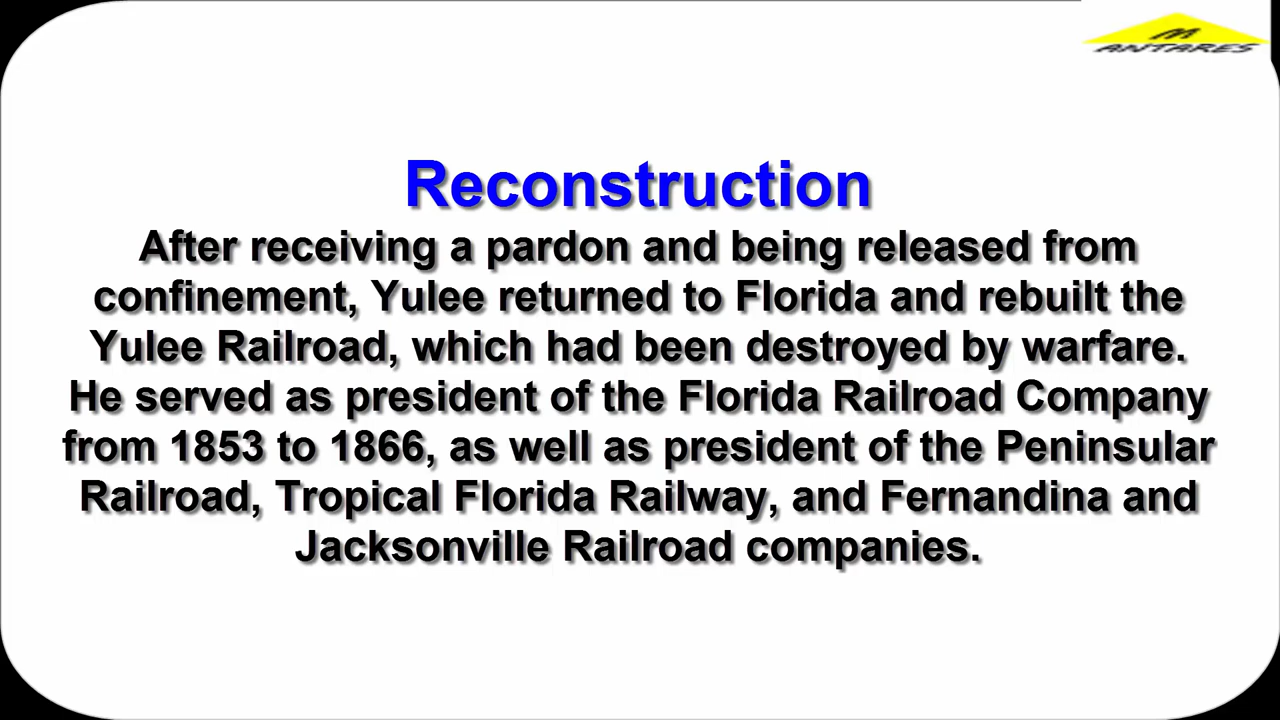 M
ANTARES
Reconstruction
After receiving a pardon and being released from
confinement, Yulee returned to Florida and rebuilt the
Yulee Railroad, which had been destroyed by warfare.
He served as president of the Florida Railroad Company
from 1853 to 1866, as well as president of the Peninsular
Railroad, Tropical Florida Railway, and Fernandina and
Jacksonville Railroad companies.